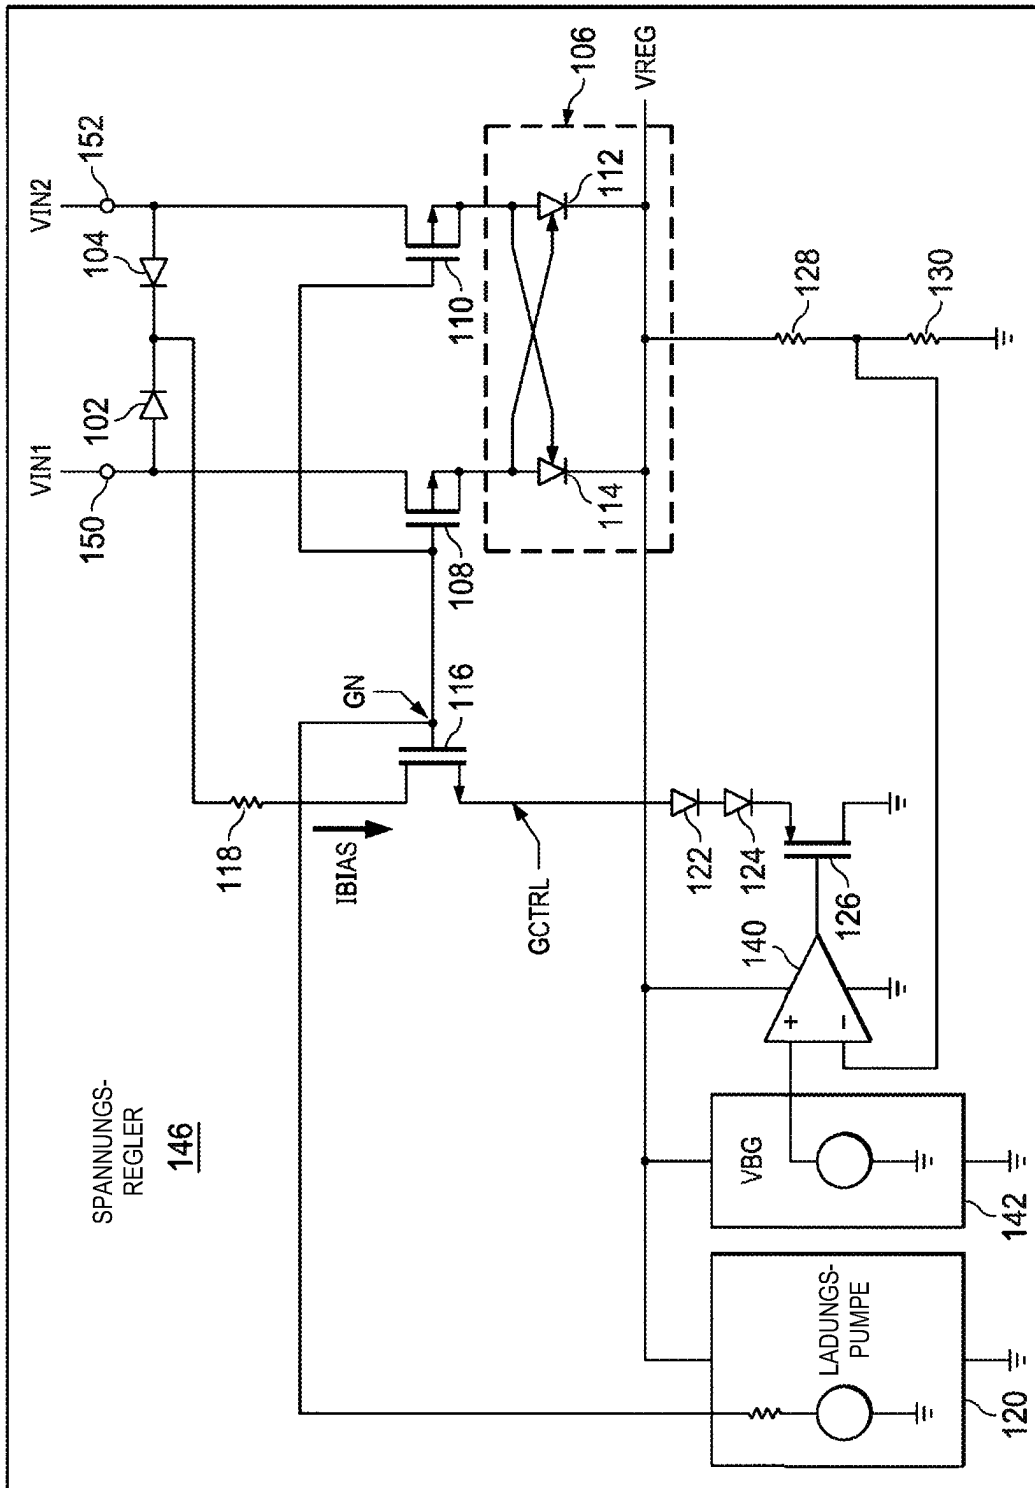 SPANNUNGS-
REGLER
146
VIN1
VIN2
150
152
102
104
106
118
IBIAS
GN
116
108
110
114
112
VREG
GCTRL
122
124
126
128
130
140
+
−
VBG
142
LADUNGS-
PUMPE
120